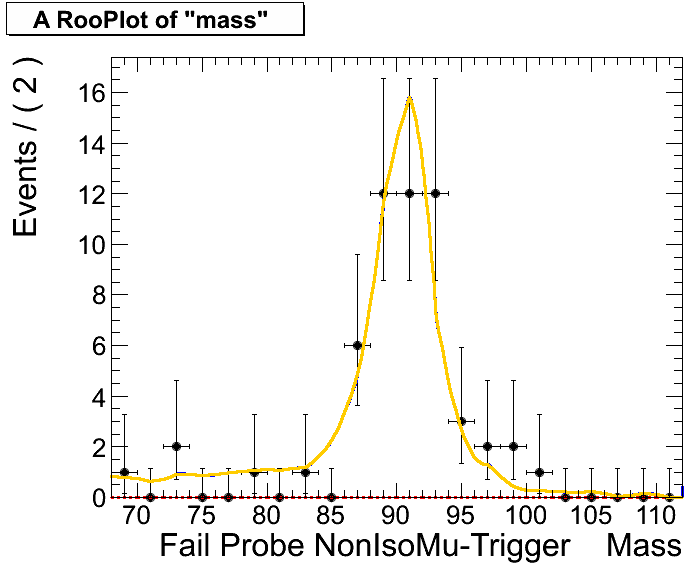 A RooPlot of "mass"
Events / ( 2 )
16
14
12
10
8
6
4
2
0
70 75 80 85 90 95 100 105 110
Fail Probe NonIsoMu-Trigger Mass